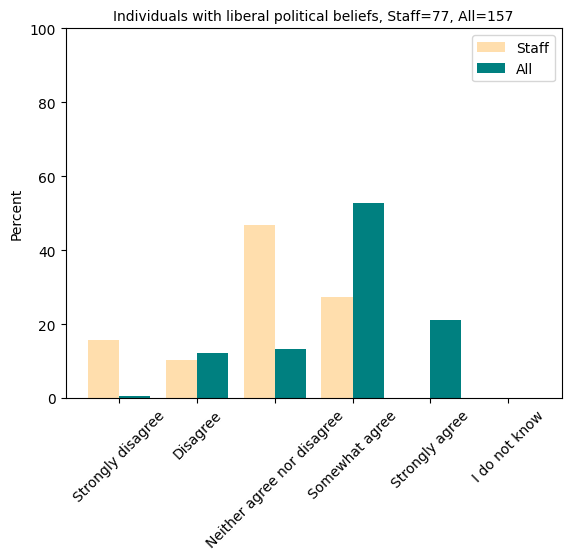 Individuals with liberal political beliefs, Staff=77, All=157
100
80
60
40
20
0
Percent
Staff
All
Strongly disagree
Disagree
Neither agree nor disagree
Somewhat agree
Strongly agree
I do not know